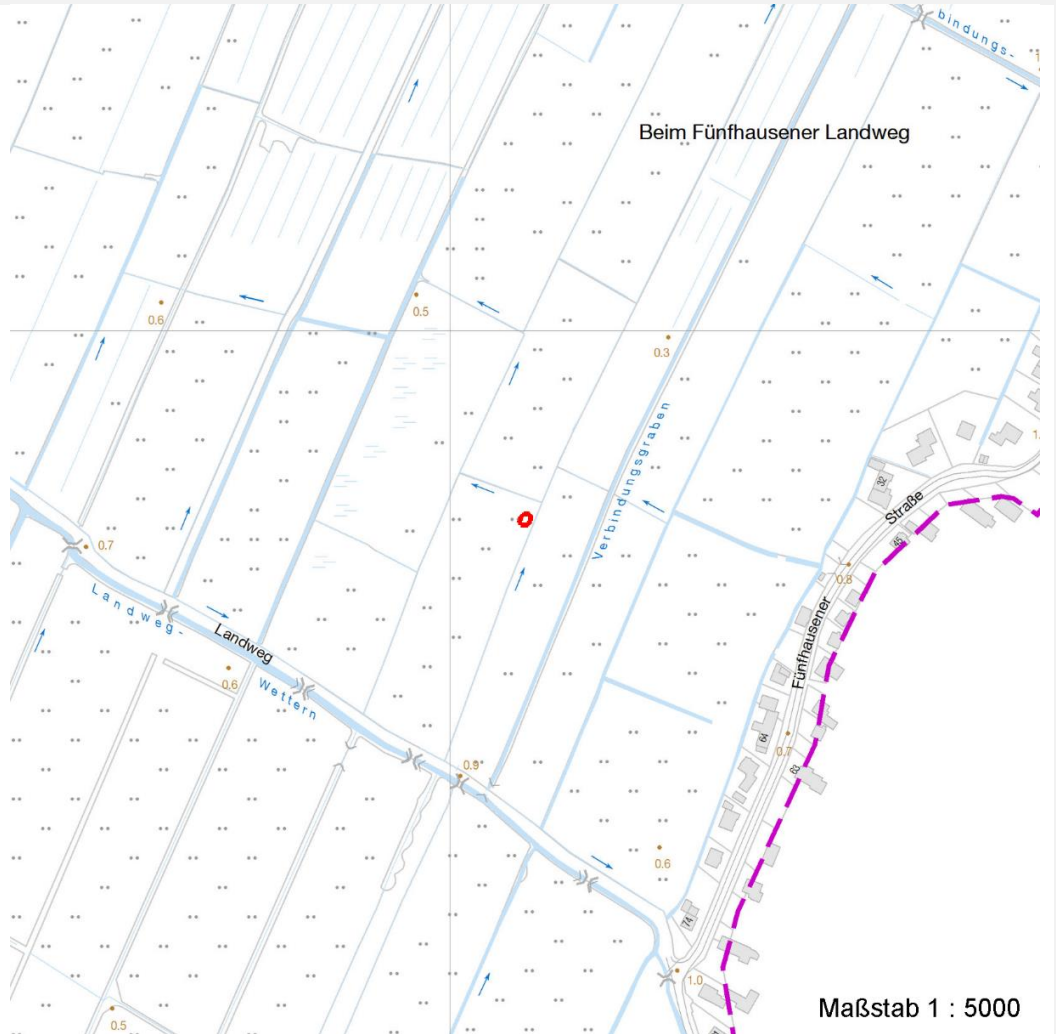 bindungs-
Beim Fünfhausener Landweg
0.6
0.5
0.3
Verbindungsgraben
32
Straße
45
0.7
0.8
Landweg-
Landweg
Fünfhausener
0.6
Wettern
64
0.7
63
0.9
0.6
74
1.0
Maßstab 1 : 5000
0.5